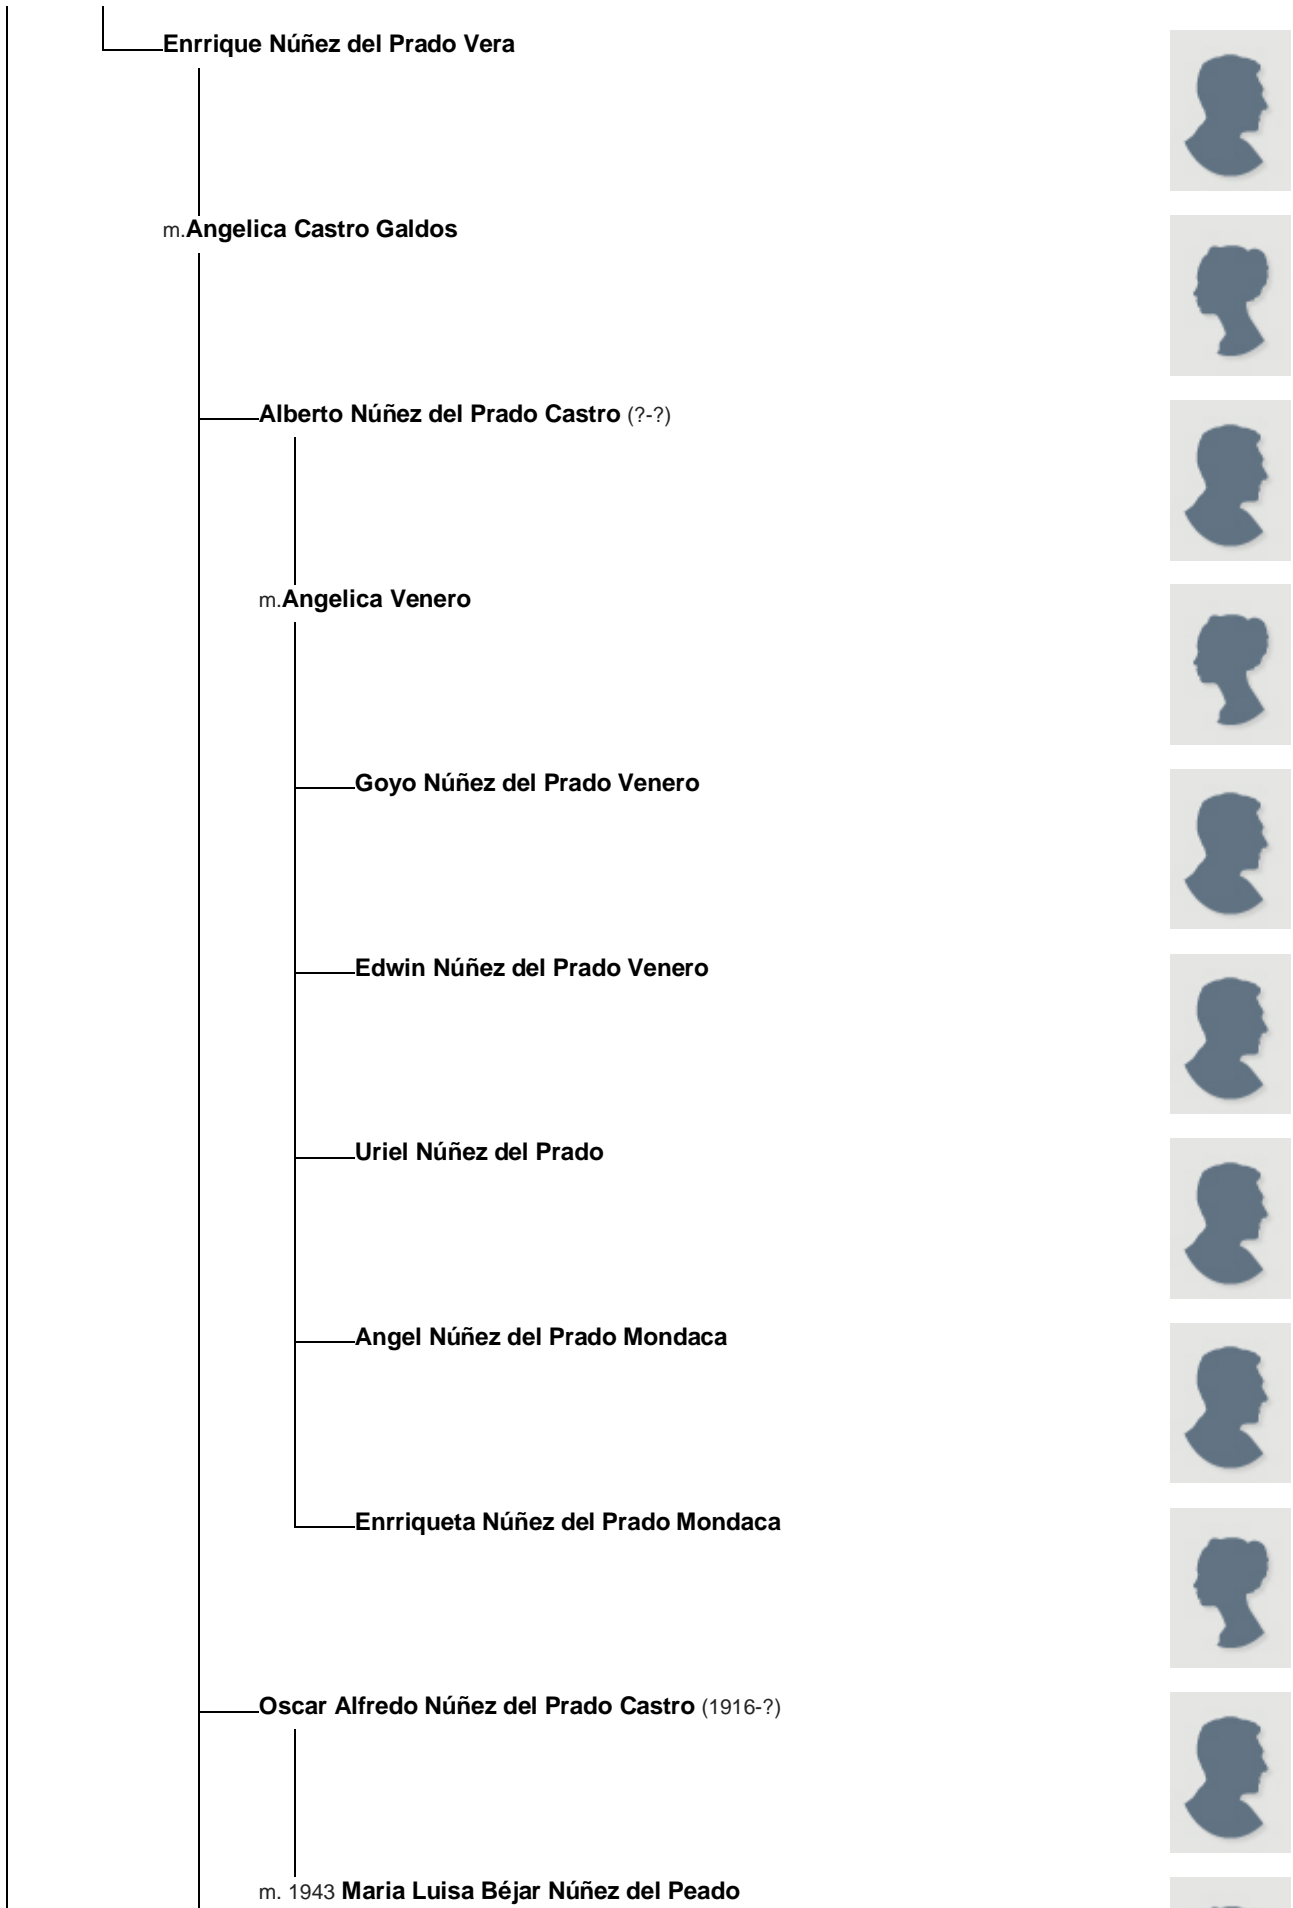 Enrrique Núñez del Prado Vera
m.Angelica Castro Galdos
Alberto Núñez del Prado Castro (?-?)
m.Angelica Venero
Goyo Núñez del Prado Venero
Edwin Núñez del Prado Venero
Uriel Núñez del Prado
Angel Núñez del Prado Mondaca
Enrriqueta Núñez del Prado Mondaca
Oscar Alfredo Núñez del Prado Castro (1916-?)
m. 1943 Maria Luisa Béjar Núñez del Peado